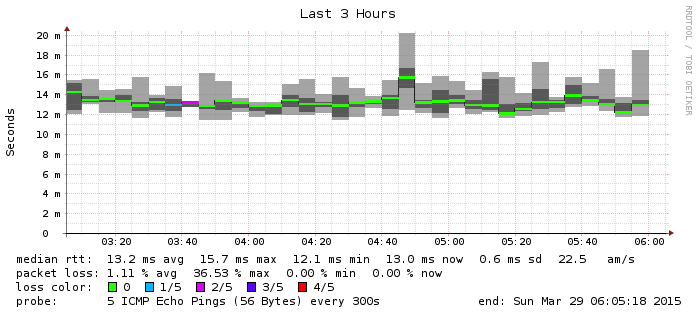 Last 3 Hours
RRDTOOL / TOBI OETIKER
Seconds
20 m
18 m
16 m
14 m
12 m
10 m
8 m
6 m
4 m
2 m
0
03:20 03:40 04:00 04:20 04:40 05:00 05:20 05:40 06:00
median rtt: 13.2 ms avg 15.7 ms max 12.1 ms min 13.0 ms now 0.6 ms sd 22.5 am/s
packet loss: 1.11 % avg 36.53 % max 0.00 % min 0.00 % now
loss color: 0 1/5 2/5 3/5 4/5
probe: 5 ICMP Echo Pings (56 Bytes) every 300s end: Sun Mar 29 06:05:18 2015